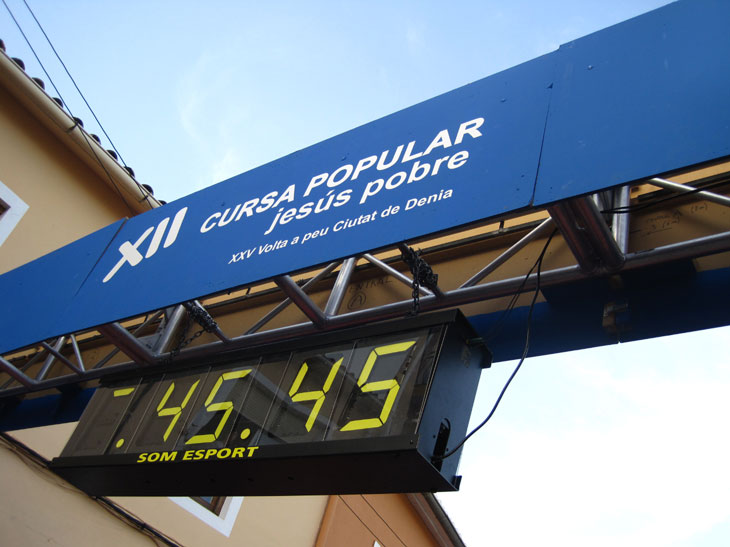 XII CURSA POPULAR
jesús pobre
XXV Volta a peu Ciutat de Denia
45.45
SOM ESPORT